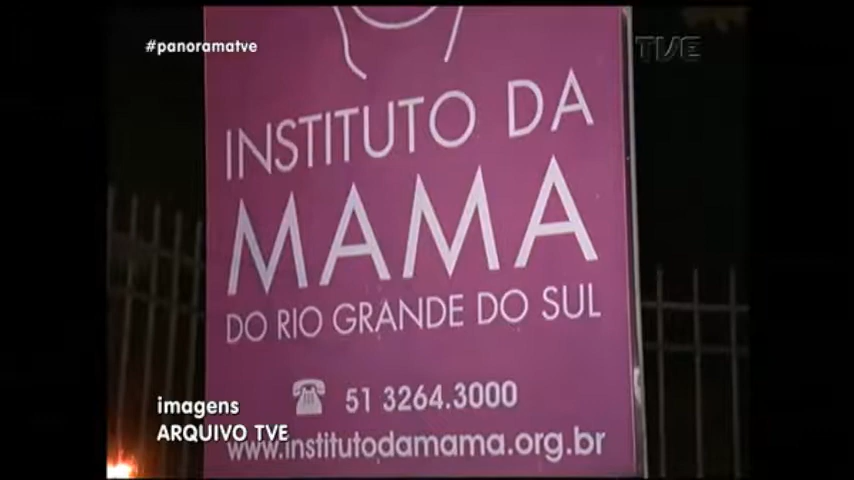 #panoramatve
TVE
INSTITUTO DA
MAMA
DO RIO GRANDE DO SUL
51 3264.3000
imagens
ARQUIVO TVE
www.institutodamama.org.br